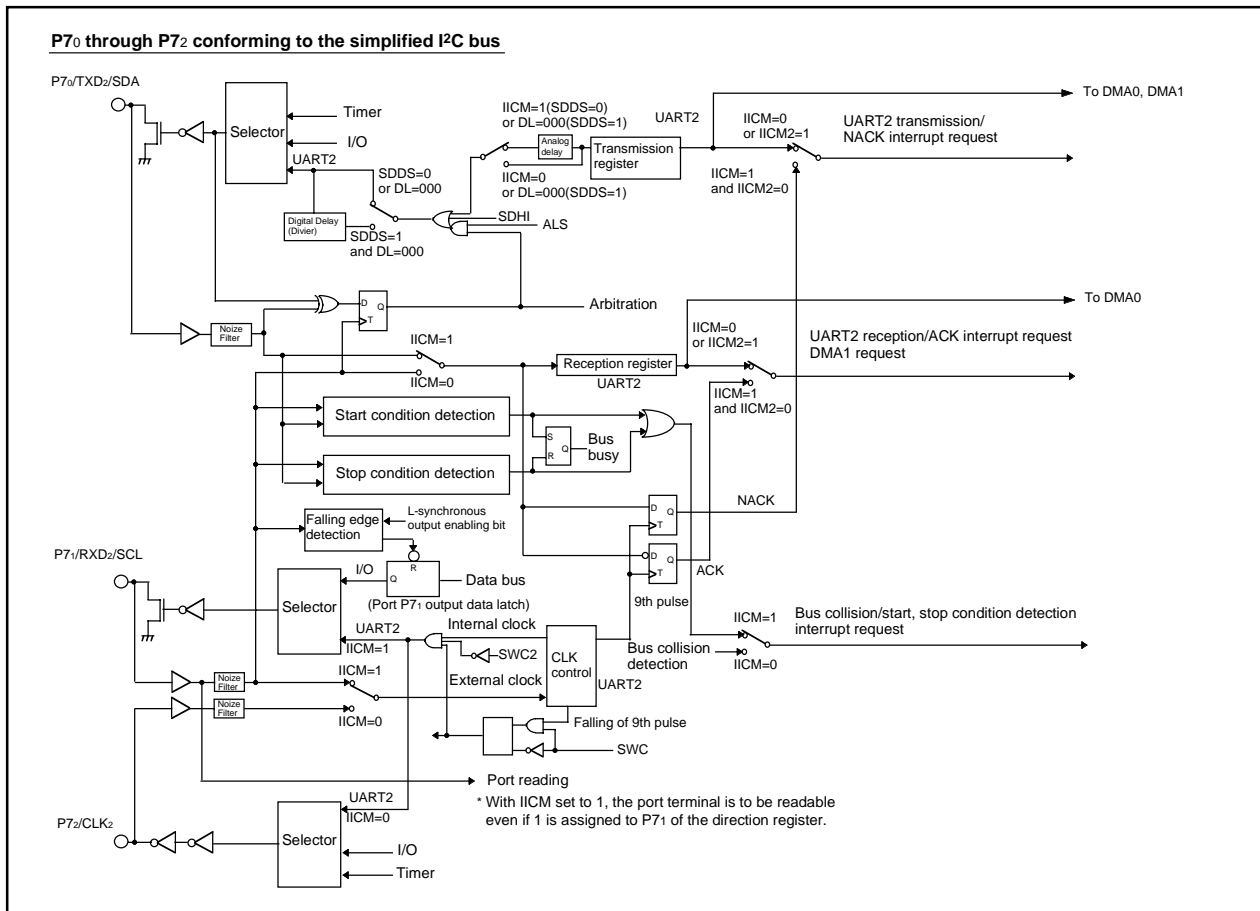 P70 through P72 conforming to the simplified I2C bus
P70/TXD2/SDA
Selector
Timer
I/O
UART2
SDDS=0
or DL=000
Digital Delay
(Divier)
SDDS=1
and DL=000
IICM=1(SDDS=0)
or DL=000(SDDS=1)
Analog
delay
IICM=0
or DL=000(SDDS=1)
UART2
Transmission
register
SDHI
ALS
To DMA0, DMA1
IICM=0
or IICM2=1
UART2 transmission/
NACK interrupt request
IICM=1
and IICM2=0
Noize
Filter
D
Q
T
Arbitration
To DMA0
IICM=1
IICM=0
Reception register
UART2
IICM=0
or IICM2=1
UART2 reception/ACK interrupt request
DMA1 request
IICM=1
and IICM2=0
Start condition detection
Stop condition detection
S
R
Q
Bus
busy
NACK
D
Q
T
D
Q
T
ACK
9th pulse
Falling edge
detection
L-synchronous
output enabling bit
P71/RXD2/SCL
Selector
I/O
R
Q
Data bus
(Port P71 output data latch)
UART2
IICM=1
Internal clock
SWC2
External clock
CLK
control
UART2
Bus collision
detection
IICM=1
IICM=0
Bus collision/start, stop condition detection
interrupt request
Noize
Filter
Noize
Filter
IICM=1
IICM=0
Falling of 9th pulse
SWC
Port reading
* With IICM set to 1, the port terminal is to be readable
even if 1 is assigned to P71 of the direction register.
P72/CLK2
Selector
UART2
IICM=0
I/O
Timer